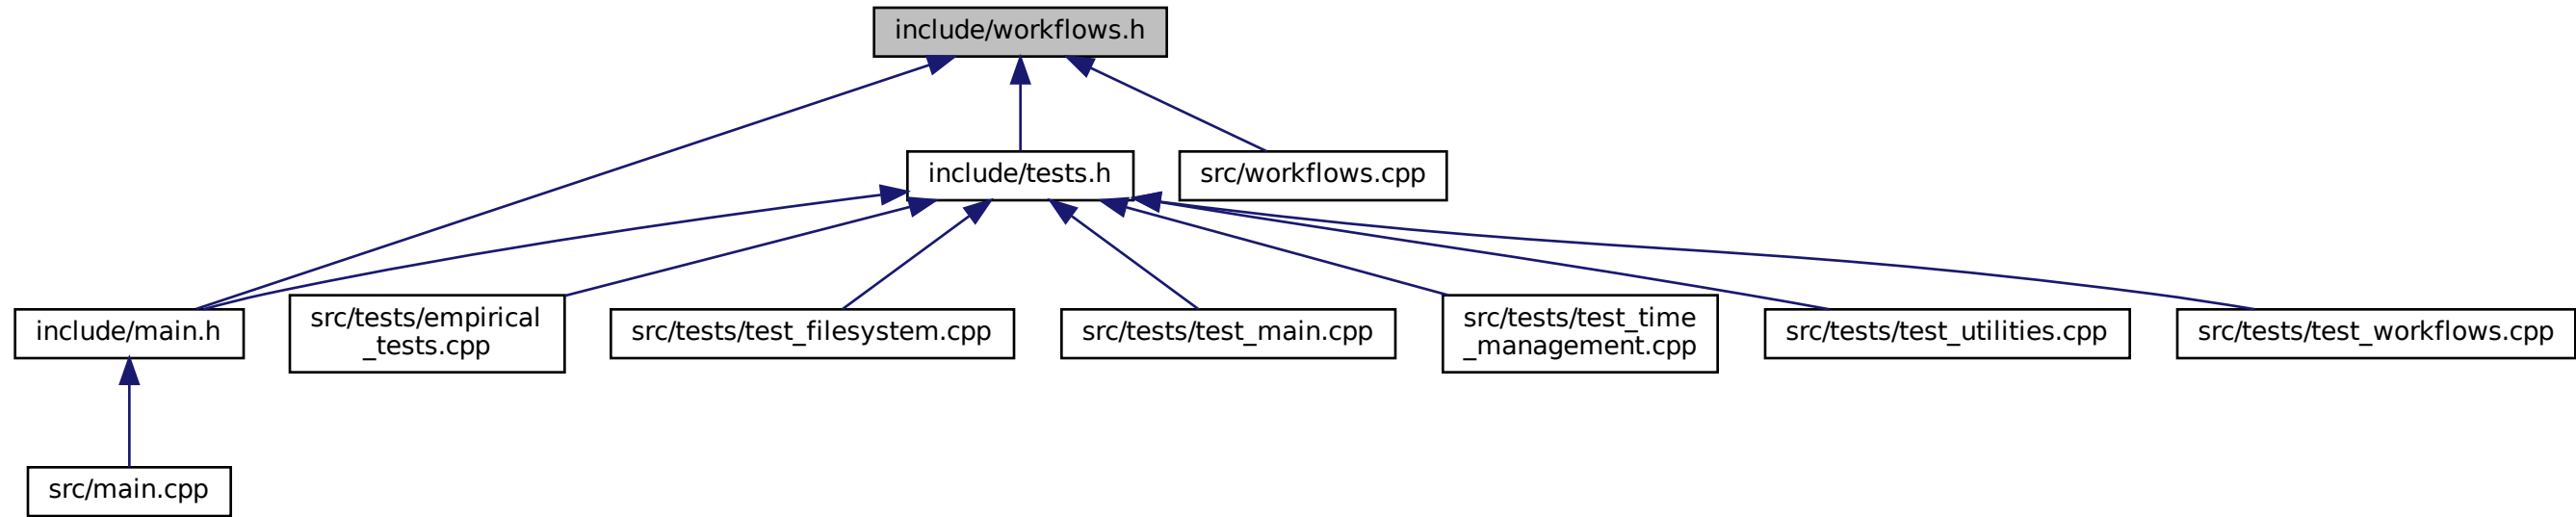 include/workflows.h
include/tests.h
src/workflows.cpp
include/main.h
src/tests/empirical
_tests.cpp
src/tests/test_filesystem.cpp
src/tests/test_main.cpp
src/tests/test_time
_management.cpp
src/tests/test_utilities.cpp
src/tests/test_workflows.cpp
src/main.cpp